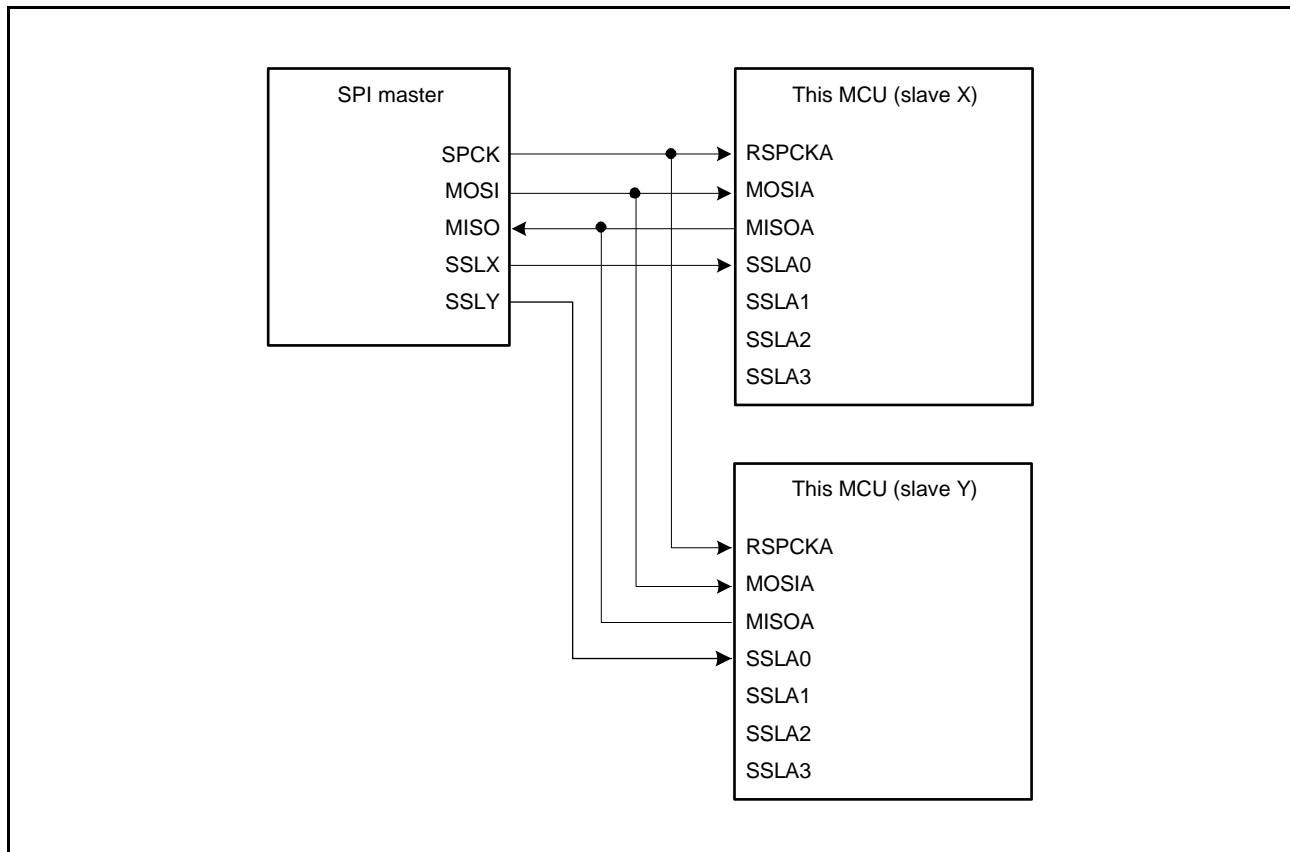 SPI master
SPCK
MOSI
MISO
SSLX
SSLY
This MCU (slave X)
RSPCKA
MOSIA
MISOA
SSLA0
SSLA1
SSLA2
SSLA3
This MCU (slave Y)
RSPCKA
MOSIA
MISOA
SSLA0
SSLA1
SSLA2
SSLA3